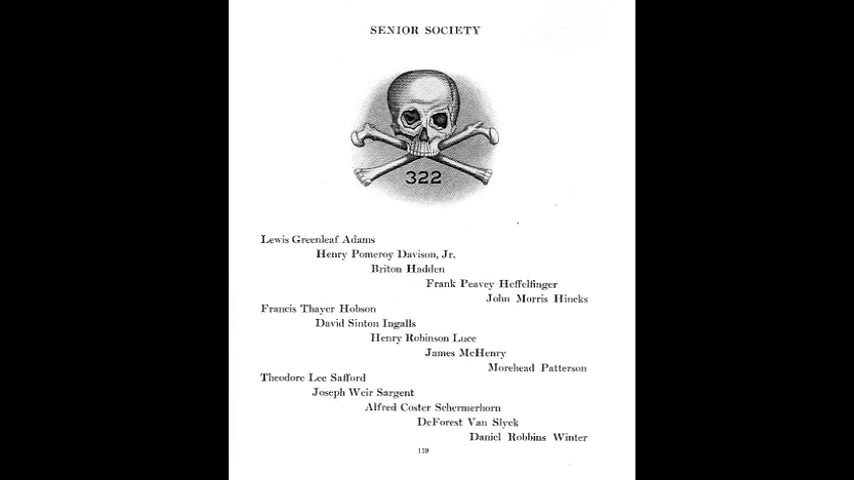 SENIOR SOCIETY
322
Lewis Greenleaf Adams
Henry Pomeroy Davison, Jr.
Briton Hadden
Frank Peavey Heffelfinger
John Morris Hincks
Francis Thayer Hobson
David Sinton Ingalls
Henry Robinson Luce
James McHenry
Morehead Patterson
Theodore Lee Safford
Joseph Weir Sargent
Alfred Coster Schermerhorn
DeForest Van Slyck
Daniel Robbins Winter